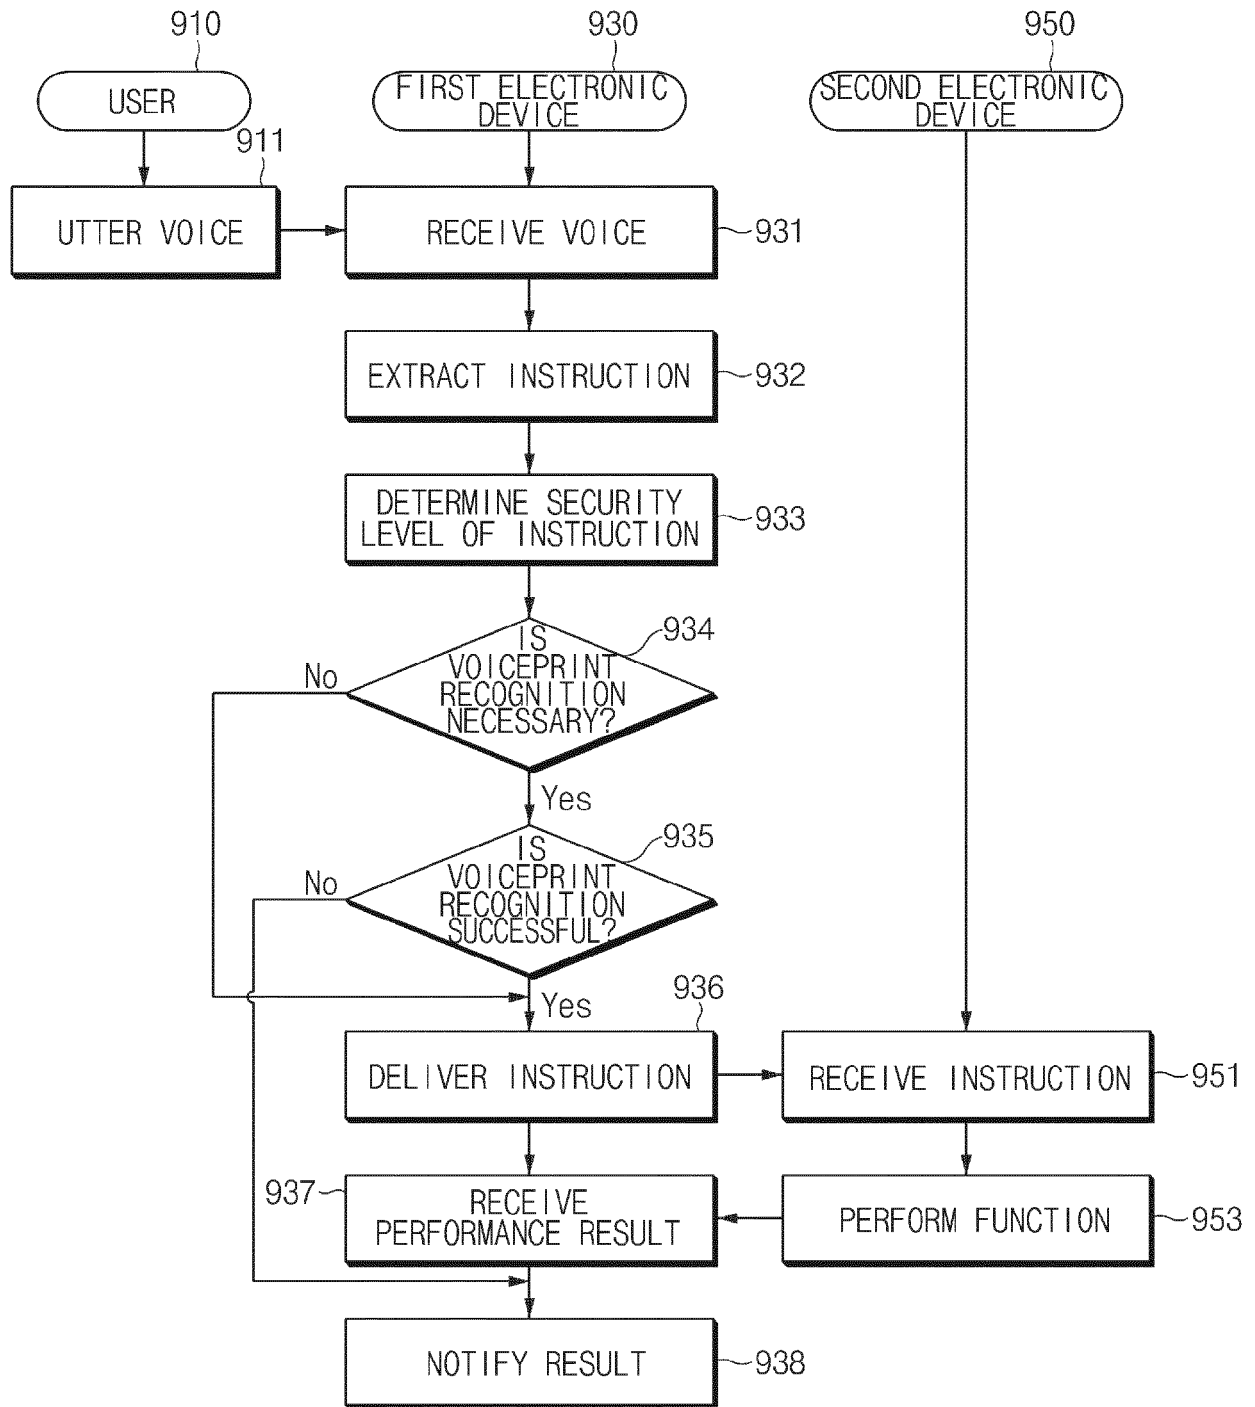 910
930
950
USER
FIRST ELECTRONIC
DEVICE
SECOND ELECTRONIC
DEVICE
911
UTTER VOICE
RECEIVE VOICE
931
EXTRACT INSTRUCTION
932
DETERMINE SECURITY
LEVEL OF INSTRUCTION
933
934
IS
VOICEPRINT
RECOGNITION
NECESSARY?
No
Yes
935
IS
VOICEPRINT
RECOGNITION
SUCCESSFUL?
No
Yes
936
DELIVER INSTRUCTION
RECEIVE INSTRUCTION
951
937
RECEIVE
PERFORMANCE RESULT
PERFORM FUNCTION
953
NOTIFY RESULT
938